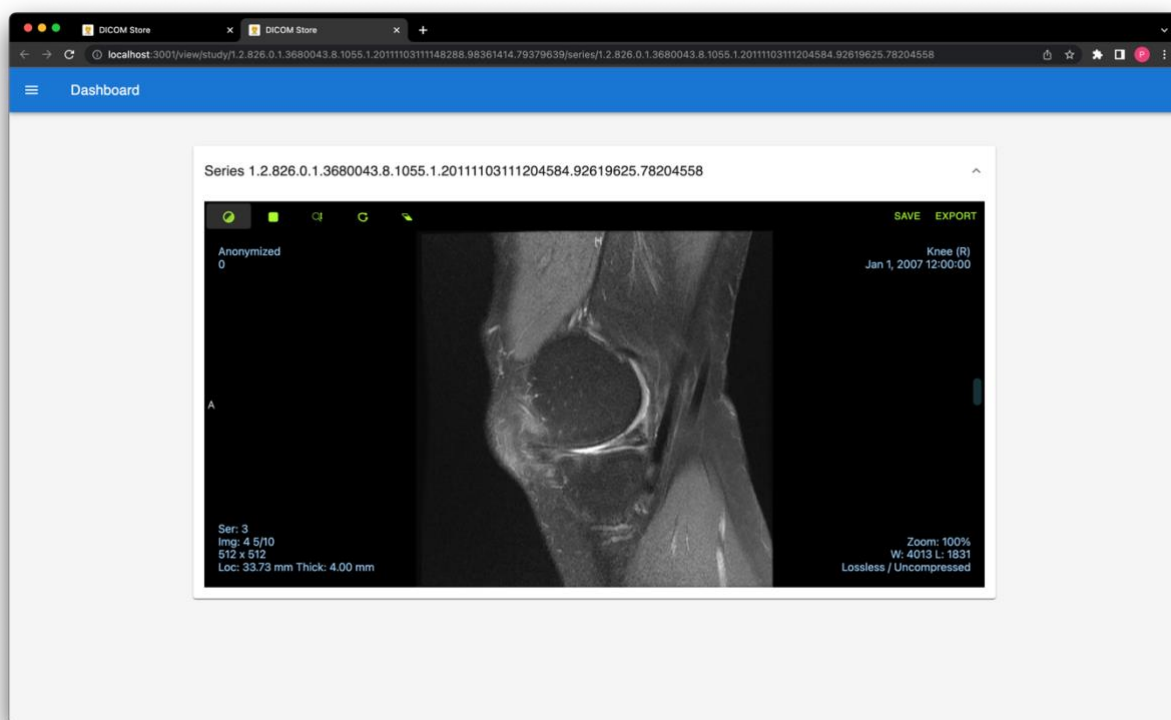 DICOM Store
DICOM Store
localhost:3001/view/study/1.2.826.0.1.3680043.8.1055.1.20111103111148288.98361414.79379639/series/1.2.826.0.1.3680043.8.1055.1.20111103111204584.92619625.78204558
P
Dashboard
Series 1.2.826.0.1.3680043.8.1055.1.20111103111204584.92619625.78204558
SAVE EXPORT
Anonymized
0
Knee (R)
Jan 1, 2007 12:00:00
H
A
Ser: 3
Img: 4 5/10
512 x 512
Loc: 33.73 mm Thick: 4.00 mm
Zoom: 100%
W: 4013 L: 1831
Lossless / Uncompressed